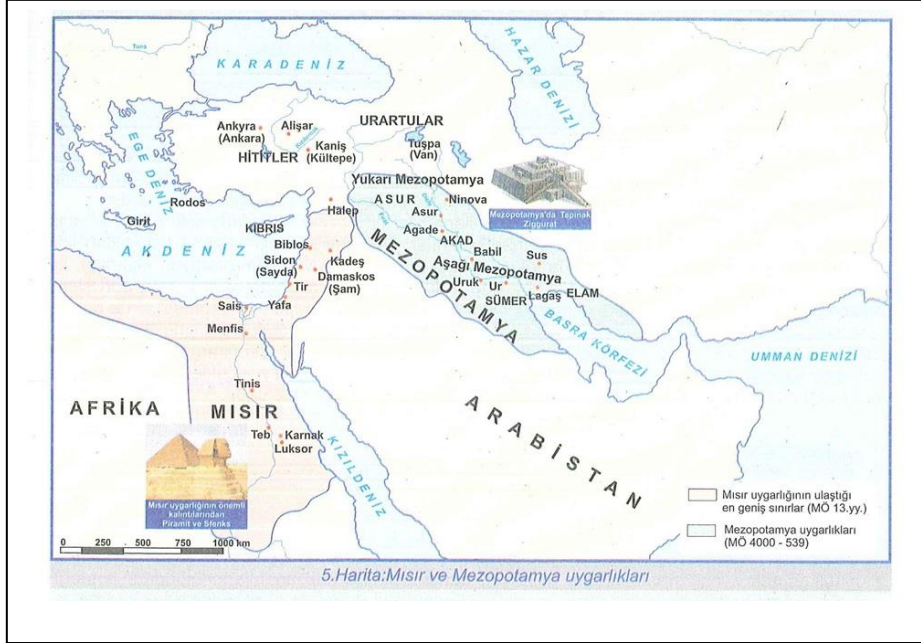 Tuna
KARADENİZ
HAZAR DENİZİ
EGE DENİZ
Ankyra
(Ankara)
Alişar
Kızılırmak
Kaniş
(Kültepe)
HİTİTLER
URARTULAR
Tuşpa
(Van)
Yukarı Mezopotamya
ASUR
Ninova
Asur
Dicle
Fırat
Agade
AKAD
Babil
Sus
Aşağı Mezopotamya
Uruk
Ur
SÜMER
Lagaş
ELAM
MEZOPOTAMYA
Mezopotamya'da Tapınak
Ziggurat
Rodos
Girit
KIBRIS
Halep
AKDENİZ
Biblos
Kadeş
Sidon
(Sayda)
Damaskos
(Şam)
Tir
Yafa
Sais
Menfis
BASRA KÖRFEZİ
UMMAN DENİZİ
Tinis
AFRİKA
MISIR
Teb
Karnak
Luksor
KIZILDENİZ
ARABİSTAN
Mısır uygarlığının önemli
kalıntılarından
Piramit ve Sfenks
Mısır uygarlığının ulaştığı
en geniş sınırlar (MÖ 13.yy.)
Mezopotamya uygarlıkları
(MÖ 4000 - 539)
0 250 500 750 1000 km
5.Harita:Mısır ve Mezopotamya uygarlıkları